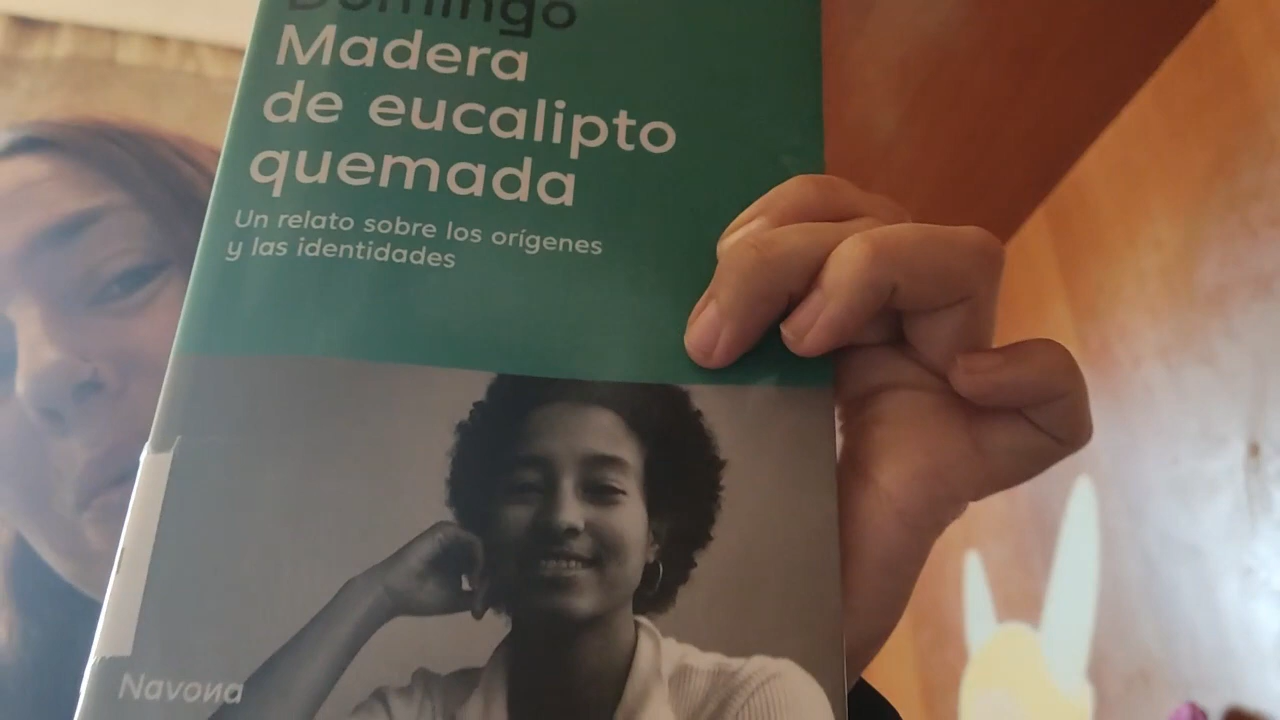 Domingo
Madera
de eucalipto
quemada
Un relato sobre los orígenes
y las identidades
Navona